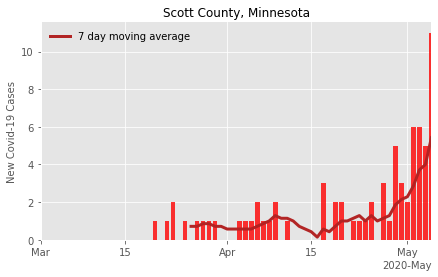 Scott County, Minnesota
7 day moving average
New Covid-19 Cases
10
8
6
4
2
0
Mar 15 Apr 15 May
2020-May